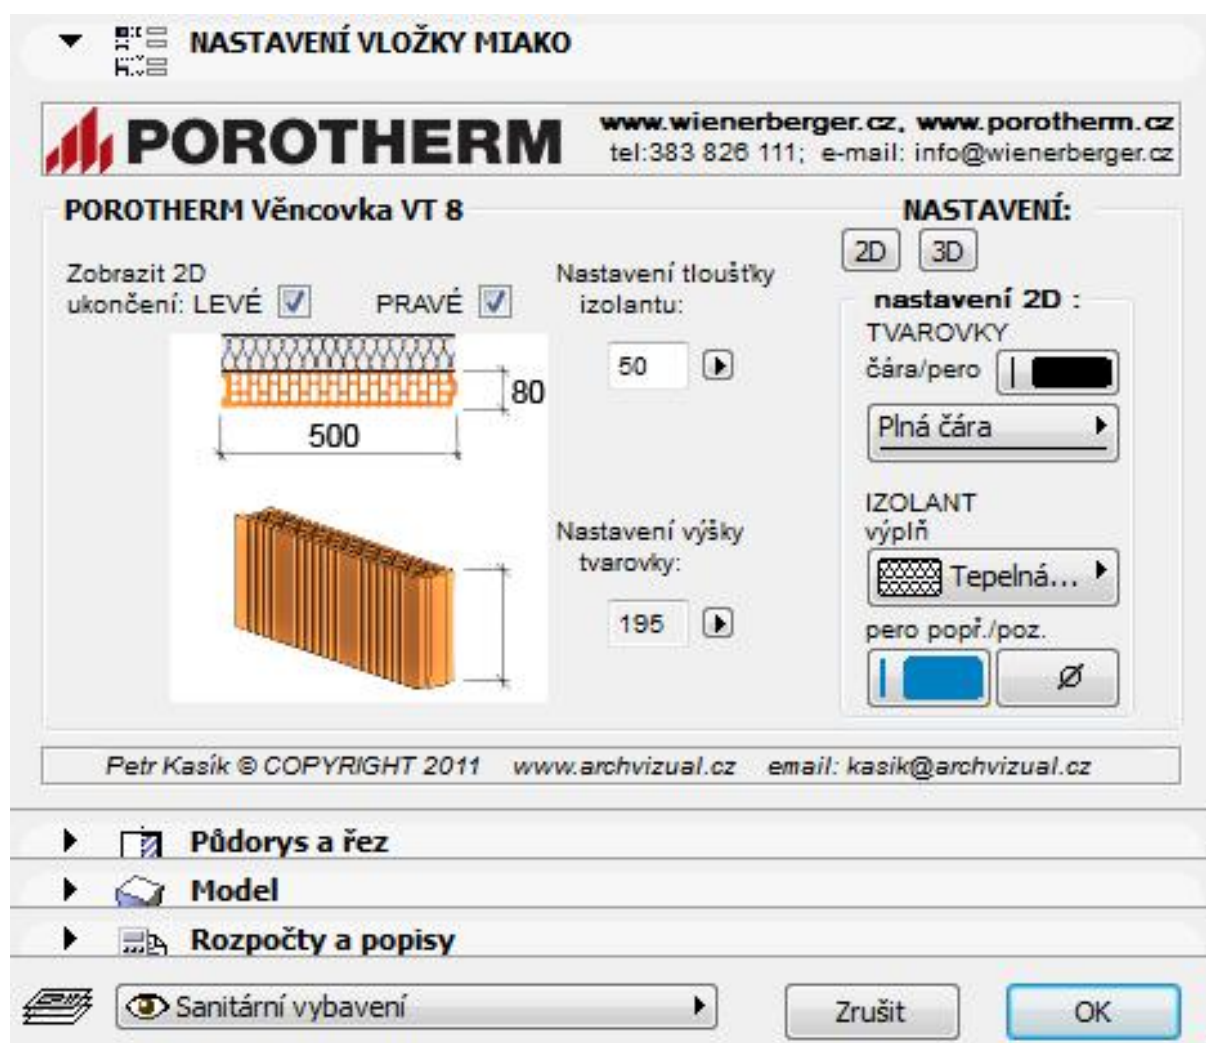 NASTAVENÍ VLOŽKY MIAKO
POROTHERM
www.wienerberger.cz, www.porotherm.cz
tel:383 826 111; e-mail: info@wienerberger.cz
POROTHERM Věncovka VT 8
NASTAVENÍ:
2D 3D
Zobrazit 2D
ukončení: LEVÉ PRAVÉ
Nastavení tloušťky
izolantu:
50
80
500
Nastavení výšky
tvarovky:
195
nastavení 2D :
TVAROVKY
čára/pero
Plná čára
IZOLANT
výplň
Tepelná...
pero popř./poz.
Petr Kasík © COPYRIGHT 2011 www.archvizual.cz email: kasik@archvizual.cz
Půdorys a řez
Model
Rozpočty a popisy
Sanitární vybavení
Zrušit
OK